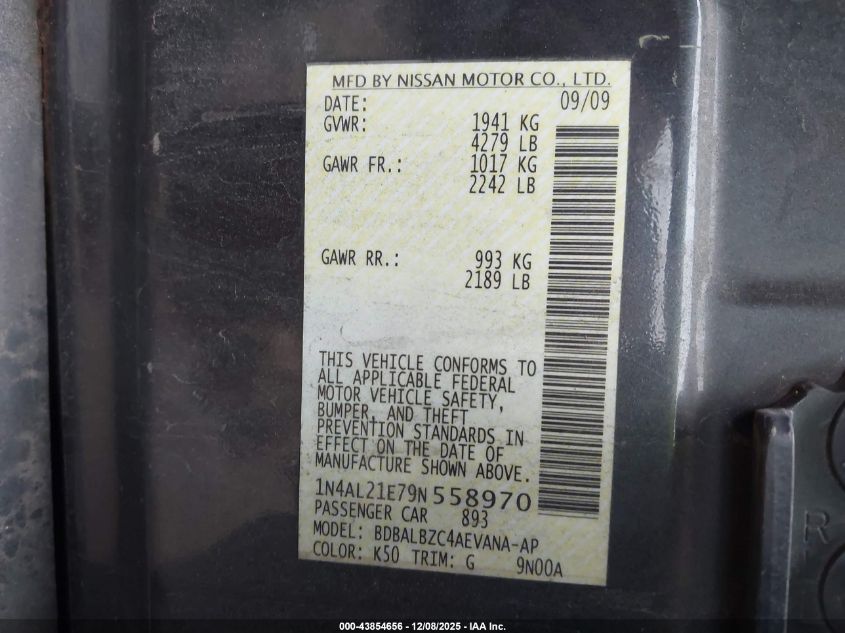 MFD BY NISSAN MOTOR CO., LTD.
DATE: 09/09
GVWR: 1941 KG
4279 LB
GAWR FR.: 1017 KG
2242 LB
GAWR RR.: 993 KG
2189 LB
THIS VEHICLE CONFORMS TO
ALL APPLICABLE FEDERAL
MOTOR VEHICLE SAFETY,
BUMPER, AND THEFT
PREVENTION STANDARDS IN
EFFECT ON THE DATE OF
MANUFACTURE SHOWN ABOVE.
1N4AL21E79N558970
PASSENGER CAR 893
MODEL: BDBALBZC4AEVANA-AP
COLOR: K50 TRIM: G 9N00A
R
000-43854656 - 12/08/2025 - IAA Inc.